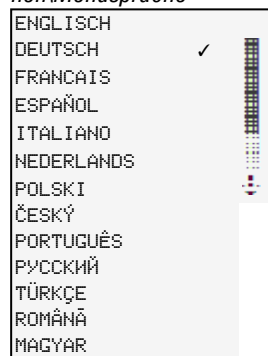 ENGLISCH
DEUTSCH ✓
FRANCAIS
ESPAÑOL
ITALIANO
NEDERLANDS
POLSKI
ČESKÝ
PORTUGUÊS
РУССКИЙ
TÜRKÇE
ROMÂNĂ
MAGYAR